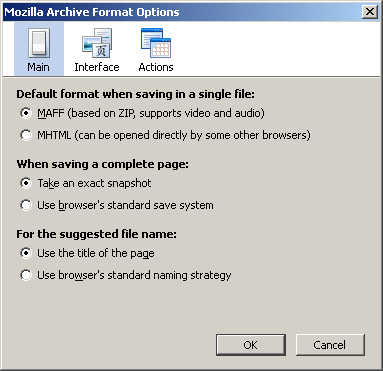 Mozilla Archive Format Options
Main
Interface
Actions
Default format when saving in a single file:
MAFF (based on ZIP, supports video and audio)
MHTML (can be opened directly by some other browsers)
When saving a complete page:
Take an exact snapshot
Use browser's standard save system
For the suggested file name:
Use the title of the page
Use browser's standard naming strategy
OK
Cancel